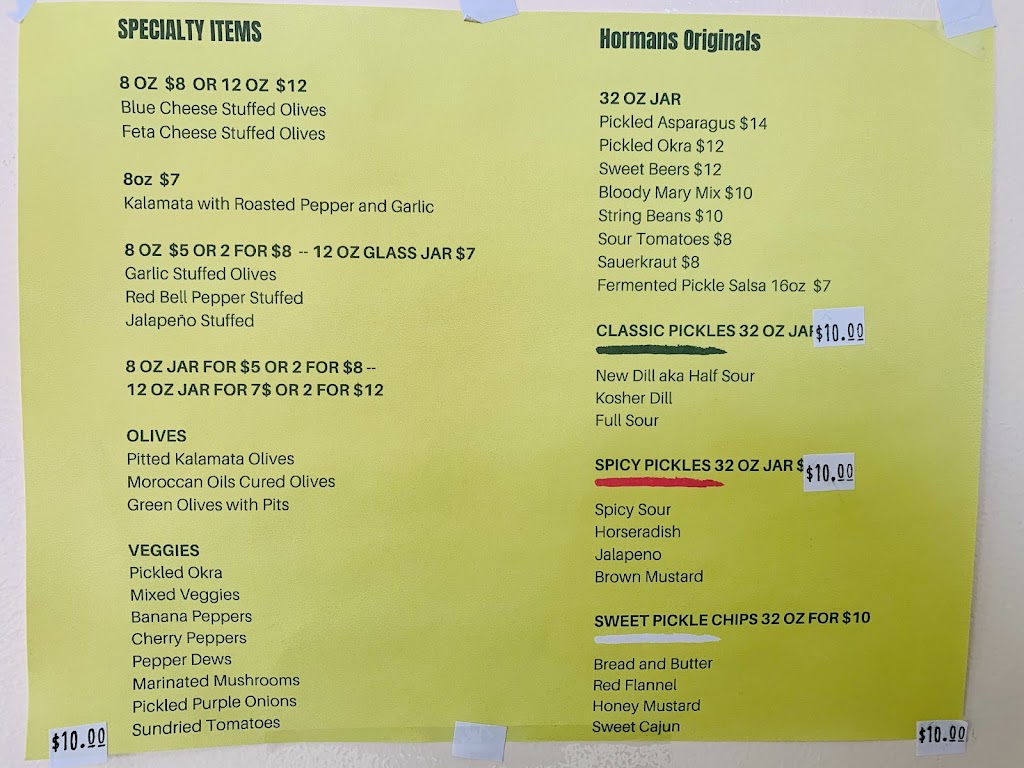 SPECIALTY ITEMS
8 OZ $8 OR 12 OZ $12
Blue Cheese Stuffed Olives
Feta Cheese Stuffed Olives
8oz $7
Kalamata with Roasted Pepper and Garlic
8 OZ $5 OR 2 FOR $8 -- 12 OZ GLASS JAR $7
Garlic Stuffed Olives
Red Bell Pepper Stuffed
Jalapeño Stuffed
8 OZ JAR FOR $5 OR 2 FOR $8 --
12 OZ JAR FOR 7$ OR 2 FOR $12
OLIVES
Pitted Kalamata Olives
Moroccan Oils Cured Olives
Green Olives with Pits
VEGGIES
Pickled Okra
Mixed Veggies
Banana Peppers
Cherry Peppers
Pepper Dews
Marinated Mushrooms
Pickled Purple Onions
Sundried Tomatoes
$10.00
Hormans Originals
32 OZ JAR
Pickled Asparagus $14
Pickled Okra $12
Sweet Beers $12
Bloody Mary Mix $10
String Beans $10
Sour Tomatoes $8
Sauerkraut $8
Fermented Pickle Salsa 16oz $7
CLASSIC PICKLES 32 OZ JAR $10.00
New Dill aka Half Sour
Kosher Dill
Full Sour
SPICY PICKLES 32 OZ JAR $ $10.00
Spicy Sour
Horseradish
Jalapeno
Brown Mustard
SWEET PICKLE CHIPS 32 OZ FOR $10
Bread and Butter
Red Flannel
Honey Mustard
Sweet Cajun
$10.00